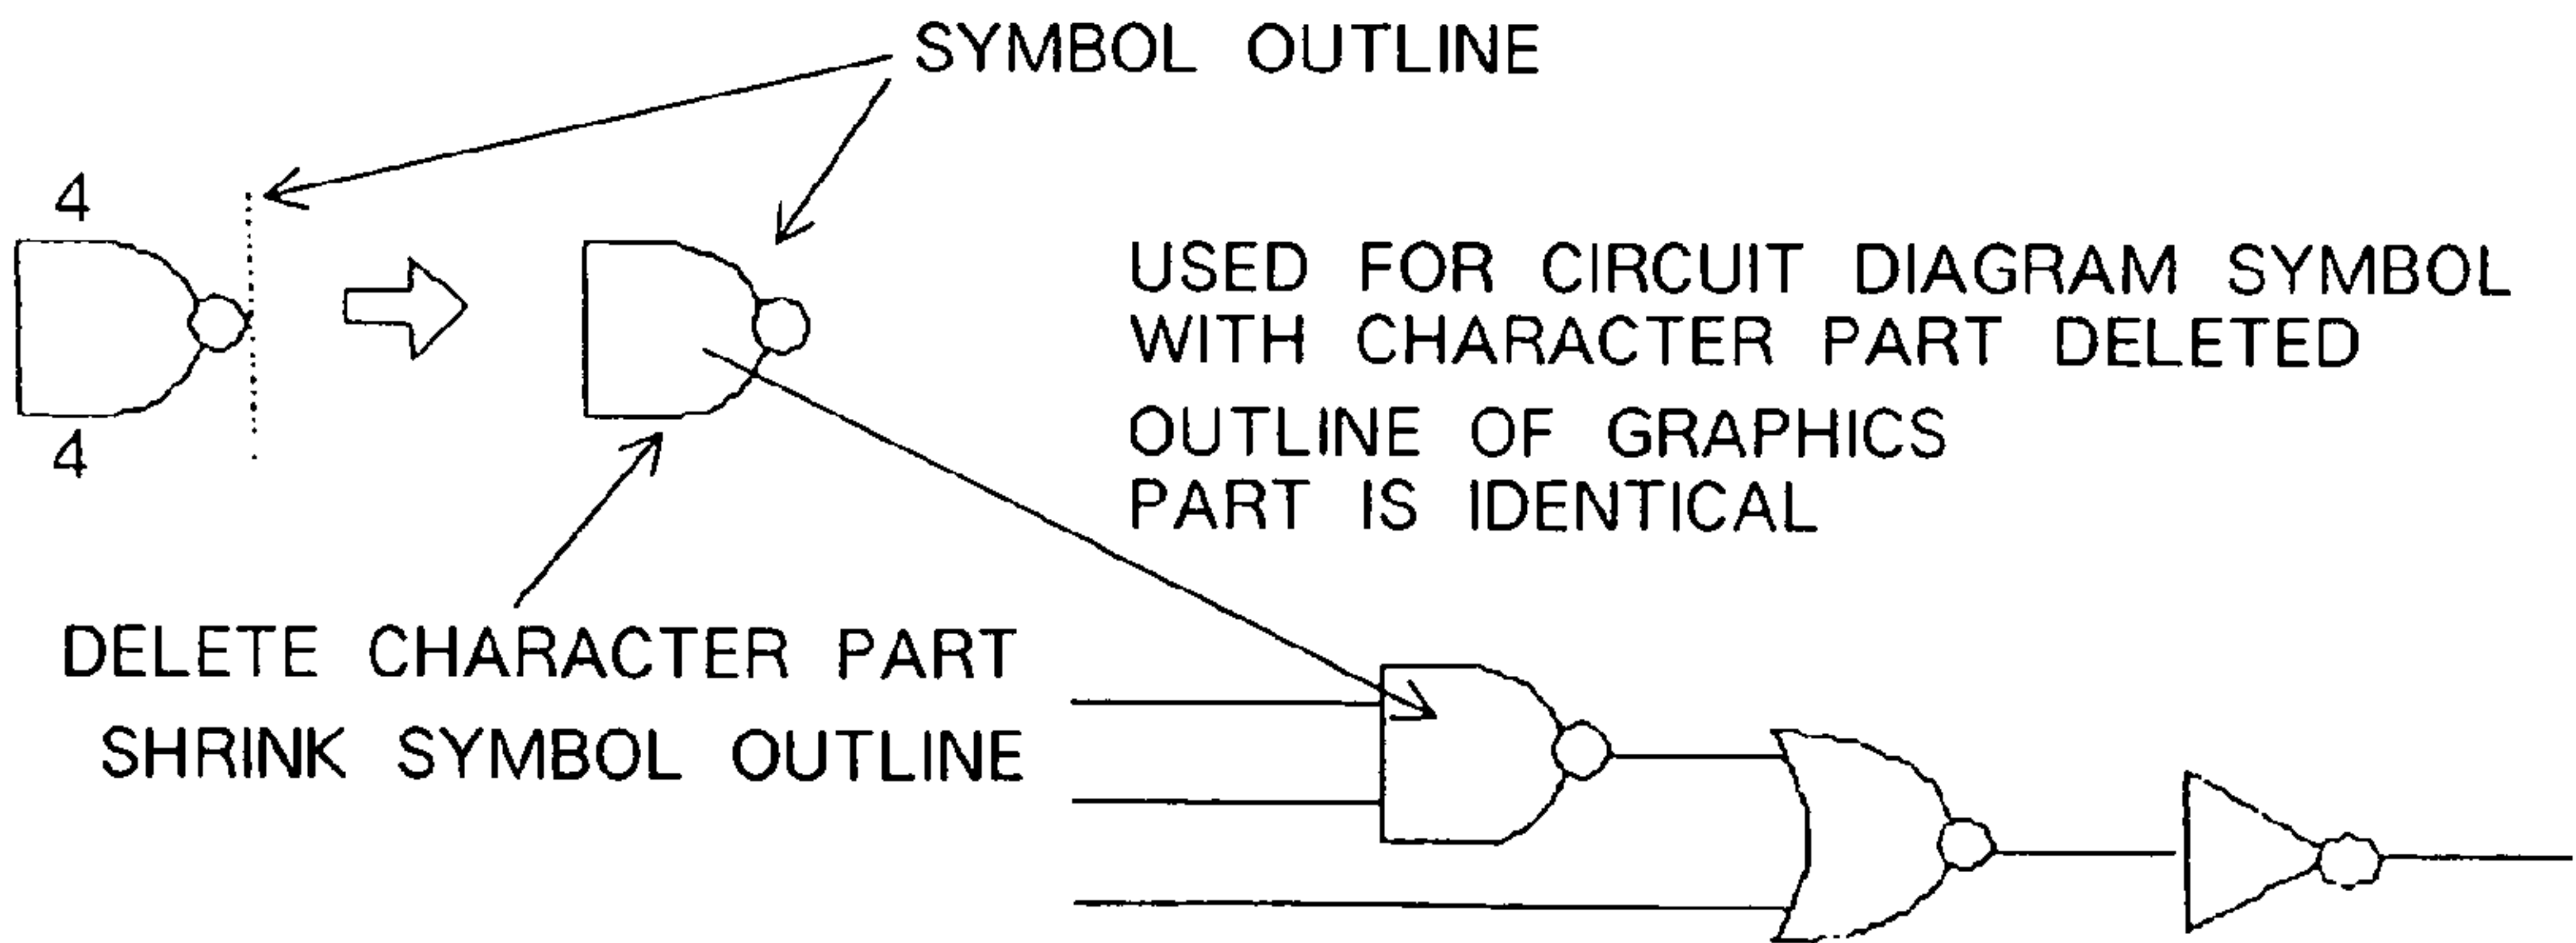 SYMBOL OUTLINE
4
4
USED FOR CIRCUIT DIAGRAM SYMBOL
WITH CHARACTER PART DELETED
OUTLINE OF GRAPHICS
PART IS IDENTICAL
DELETE CHARACTER PART
SHRINK SYMBOL OUTLINE